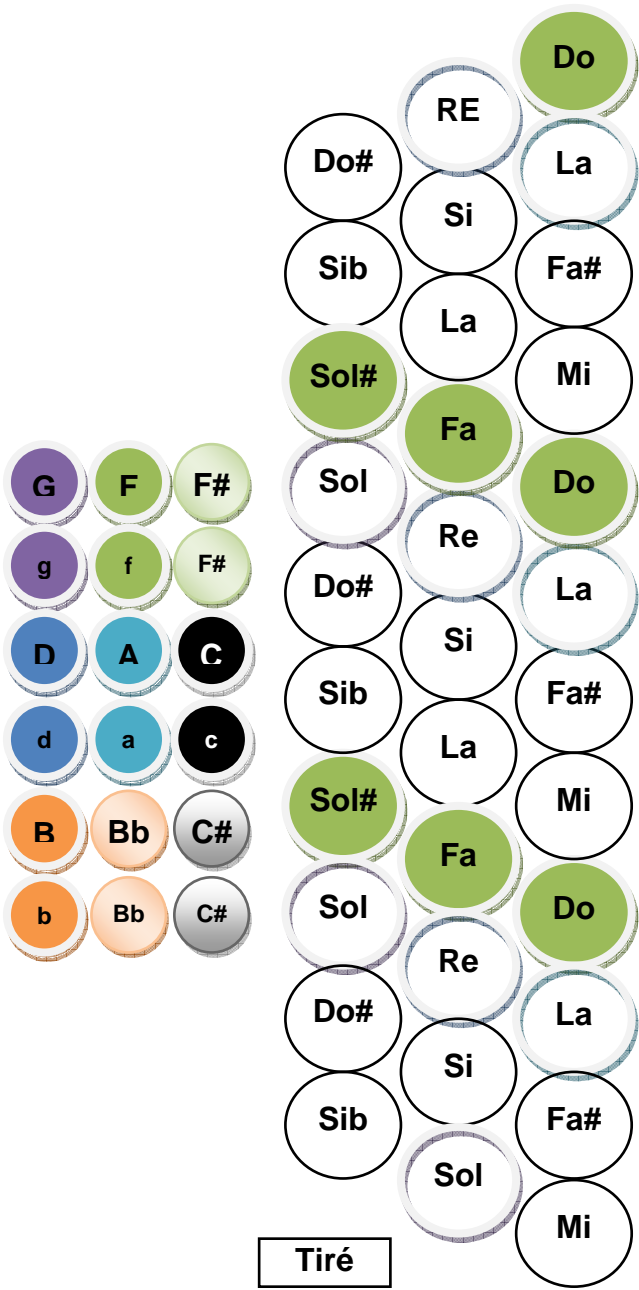 Do
RE
Do# La
Si
Sib Fa#
La
Sol# Mi
Fa
G F F# Sol Do
Re
g f F# Do# La
Si
D A C Sib Fa#
La
d a c Sol# Mi
Fa
B Bb C# Sol Do
b Bb C# Re
Do# La
Si
Sib Fa#
Sol
Mi
Tiré